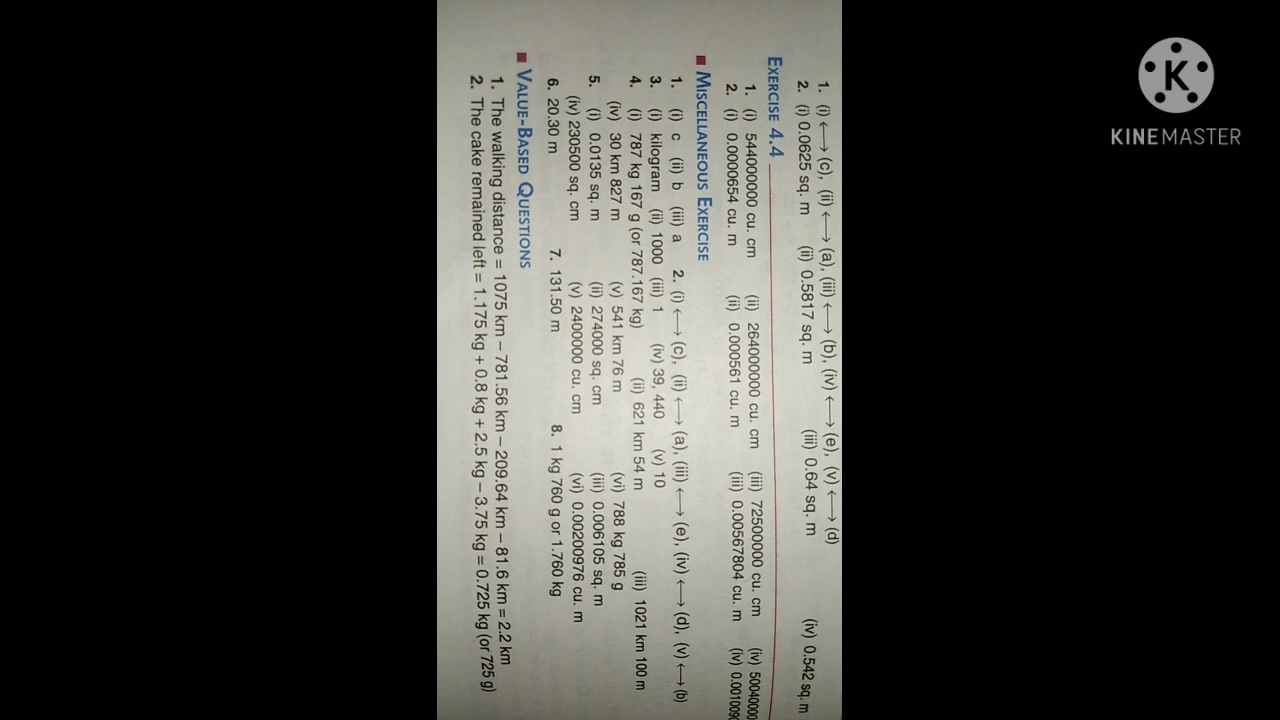 1. (i) ⟷ (c), (ii) ⟷ (a), (iii) ⟷ (b), (iv) ⟷ (e), (v) ⟷ (d)
2. (i) 0.0625 sq. m (ii) 0.5817 sq. m (iii) 0.64 sq. m (iv) 0.542 sq. m
EXERCISE 4.4
1. (i) 544000000 cu. cm (ii) 264000000 cu. cm (iii) 72500000 cu. cm (iv)
2. (i) 0.0000654 cu. m (ii) 0.000561 cu. m (iii) 0.00567804 cu. m (iv)
MISCELLANEOUS EXERCISE
1. (i) c (ii) b (iii) a 2. (i) ⟷ (c), (ii) ⟷ (a), (iii) ⟷ (e), (iv) ⟷ (d), (v) ⟷ (b)
3. (i) kilogram (ii) 1000 (iii) 1 (iv) 39, 440 (v) 10
4. (i) 787 kg 167 g (or 787.167 kg) (ii) 621 km 54 m (iii) 1021 km 100 m
(iv) 30 km 827 m (v) 541 km 76 m (vi) 788 kg 785 g
5. (i) 0.0135 sq. m (ii) 274000 sq. cm (iii) 0.006105 sq. m
(iv) 230500 sq. cm (v) 2400000 cu. cm (vi) 0.00200976 cu. m
6. 20.30 m 7. 131.50 m 8. 1 kg 760 g or 1.760 kg
VALUE-BASED QUESTIONS
1. The walking distance = 1075 km – 781.56 km – 209.64 km – 81.6 km = 2.2 km
2. The cake remained left = 1.175 kg + 0.8 kg + 2.5 kg – 3.75 kg = 0.725 kg (or 725 g)
K
KINEMASTER